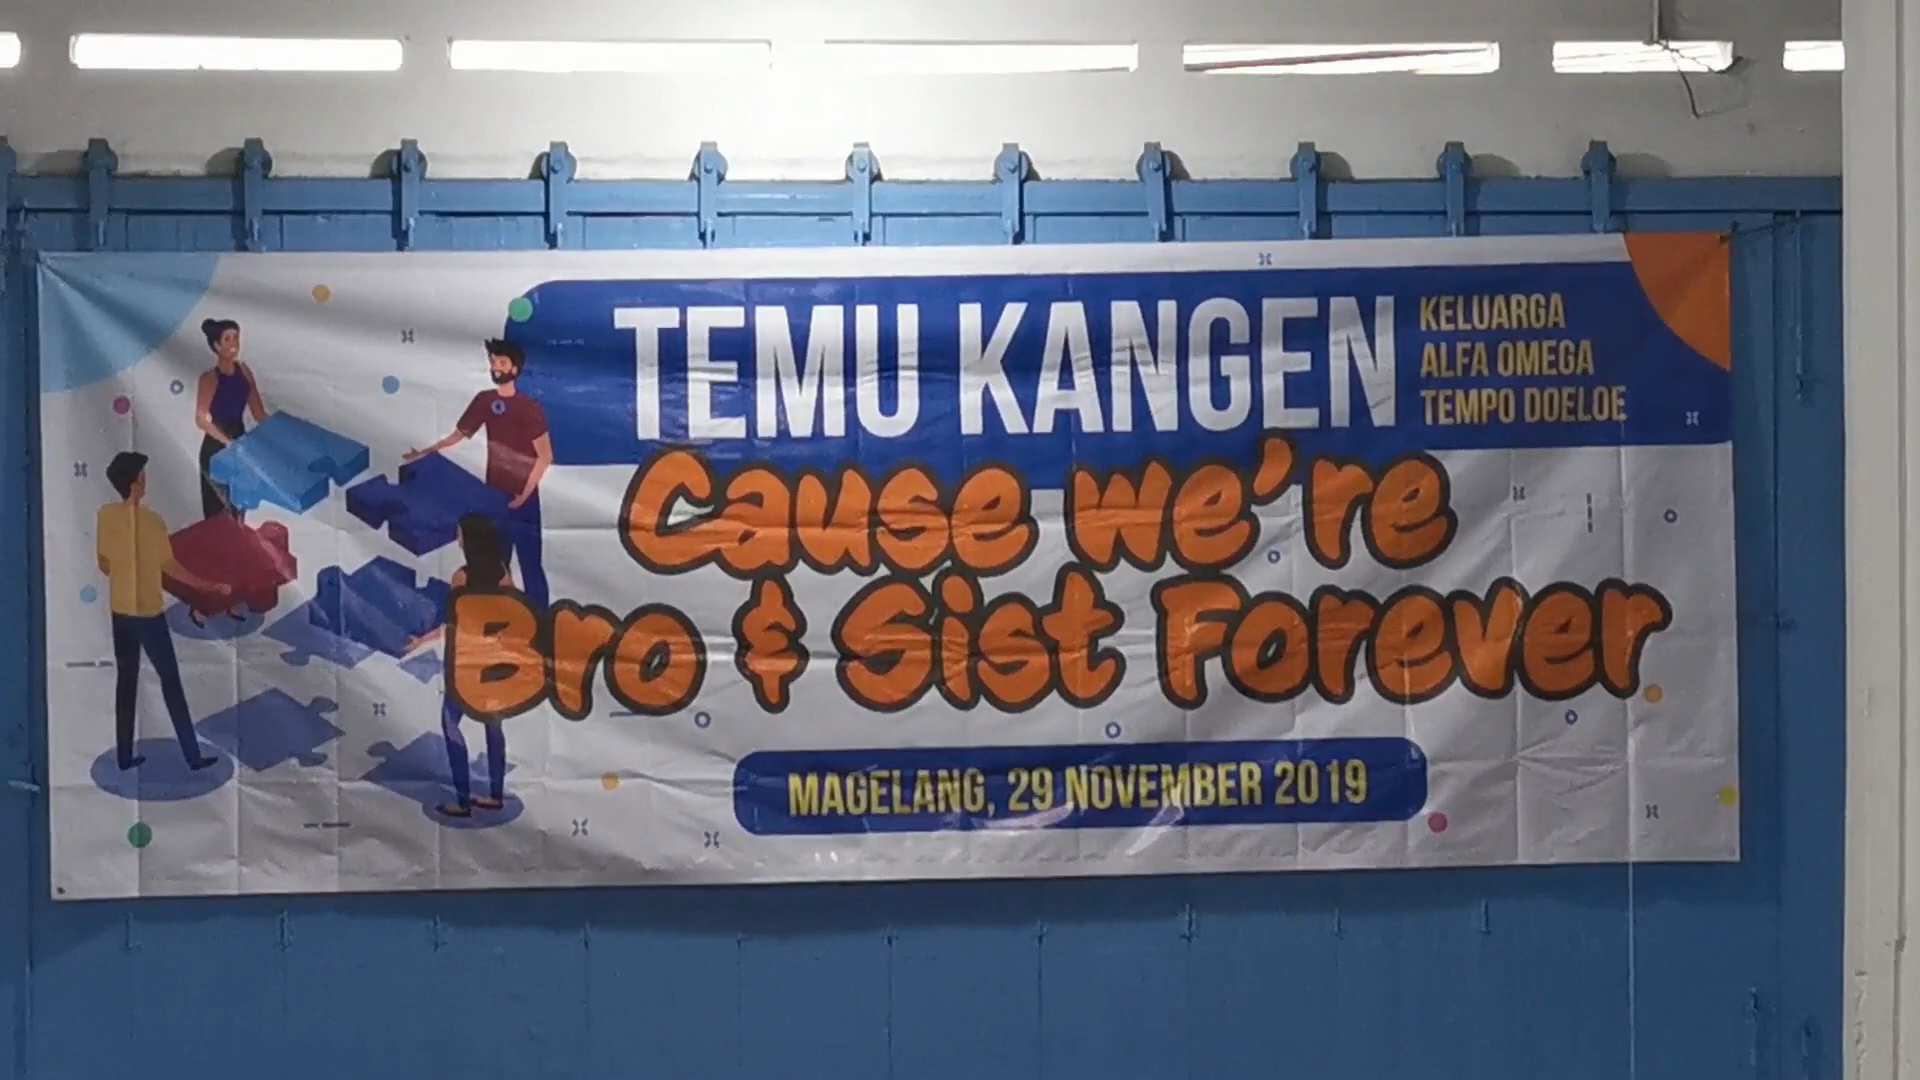 TEMU KANGEN
KELUARGA
ALFA OMEGA
TEMPO DOELOE
Cause we're
Bro & Sist Forever
MAGELANG, 29 NOVEMBER 2019